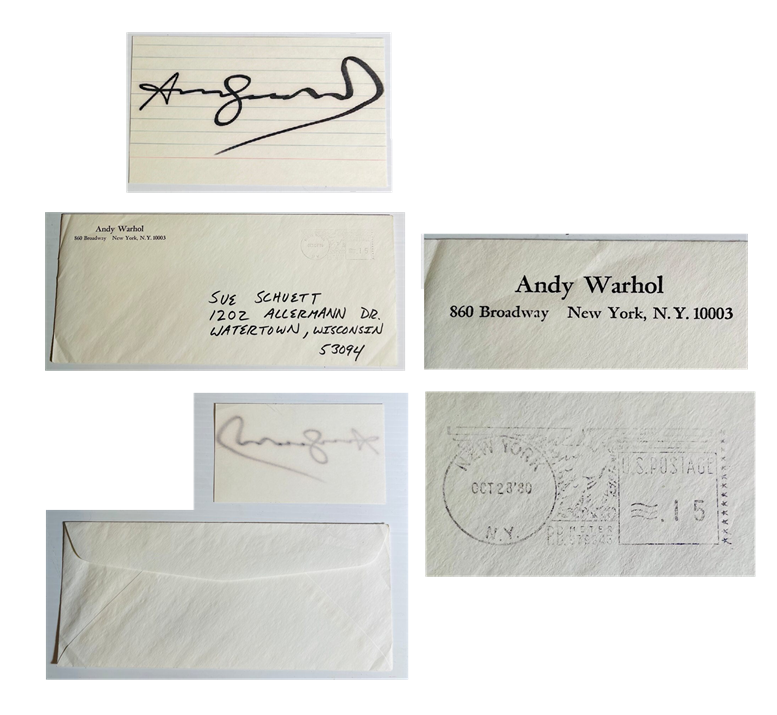 Andy Warhol
860 Broadway New York, N.Y. 10003
SUE SCHUETT
1202 ALLERMANN DR.
WATERTOWN, WISCONSIN
53094
Andy Warhol
860 Broadway New York, N.Y. 10003
NEW YORK
OCT 28 '80
N.Y.
U.S. POSTAGE
.15